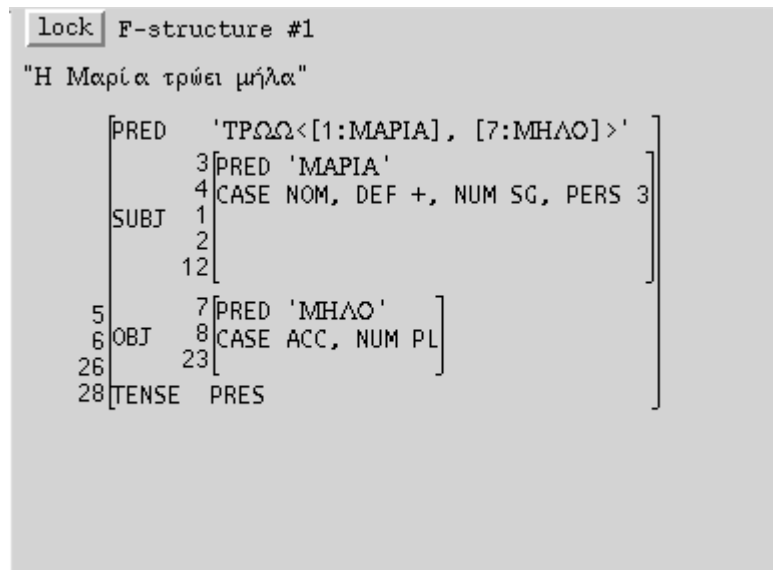 lock F-structure #1
"Η Μαρία τρώει μήλα"
PRED 'ΤΡΩΩ<[1:ΜΑΡΙΑ], [7:ΜΗΛΟ]>'
3 PRED 'ΜΑΡΙΑ'
4 CASE NOM, DEF +, NUM SG, PERS 3
SUBJ 1
2
12
5 7 PRED 'ΜΗΛΟ'
6 OBJ 8 CASE ACC, NUM PL
26 23
28 TENSE PRES